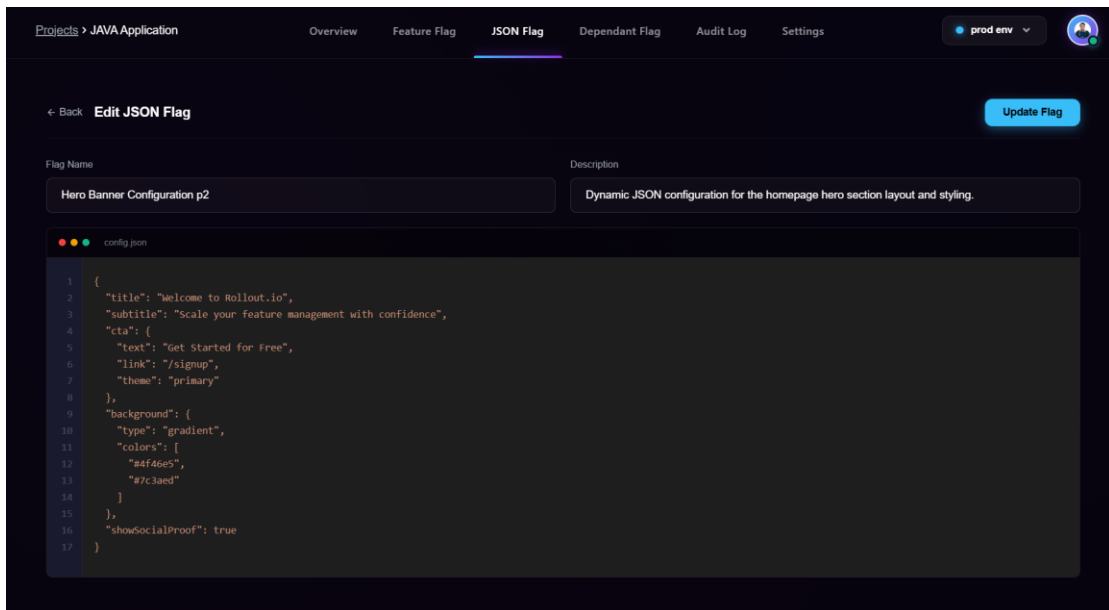 Projects > JAVA Application
Overview
Feature Flag
JSON Flag
Dependant Flag
Audit Log
Settings
prod env
← Back Edit JSON Flag
Update Flag
Flag Name
Description
Hero Banner Configuration p2
Dynamic JSON configuration for the homepage hero section layout and styling.
config.json
1 {
2 "title": "Welcome to Rollout.io",
3 "subtitle": "Scale your feature management with confidence",
4 "cta": {
5 "text": "Get Started for Free",
6 "link": "/signup",
7 "theme": "primary"
8 },
9 "background": {
10 "type": "gradient",
11 "colors": [
12 "#4f46e5",
13 "#7c3aed"
14 ]
15 },
16 "showSocialProof": true
17 }